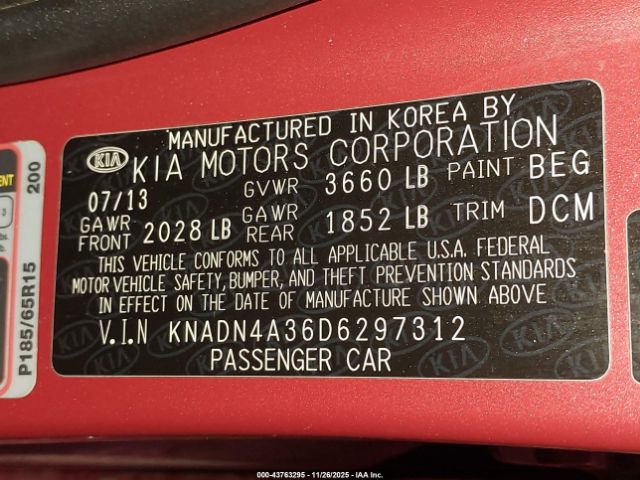 MANUFACTURED IN KOREA BY
KIA KIA MOTORS CORPORATION
07/13 GVWR 3660 LB PAINT BEG
GAWR FRONT 2028 LB GAWR REAR 1852 LB TRIM DCM
THIS VEHICLE CONFORMS TO ALL APPLICABLE U.S.A. FEDERAL
MOTOR VEHICLE SAFETY, BUMPER, AND THEFT PREVENTION STANDARDS
IN EFFECT ON THE DATE OF MANUFACTURE SHOWN ABOVE
V.I.N KNADN4A36D6297312
PASSENGER CAR
P185/65R15 200
000-43763295 - 11/26/2025 - IAAI.CA